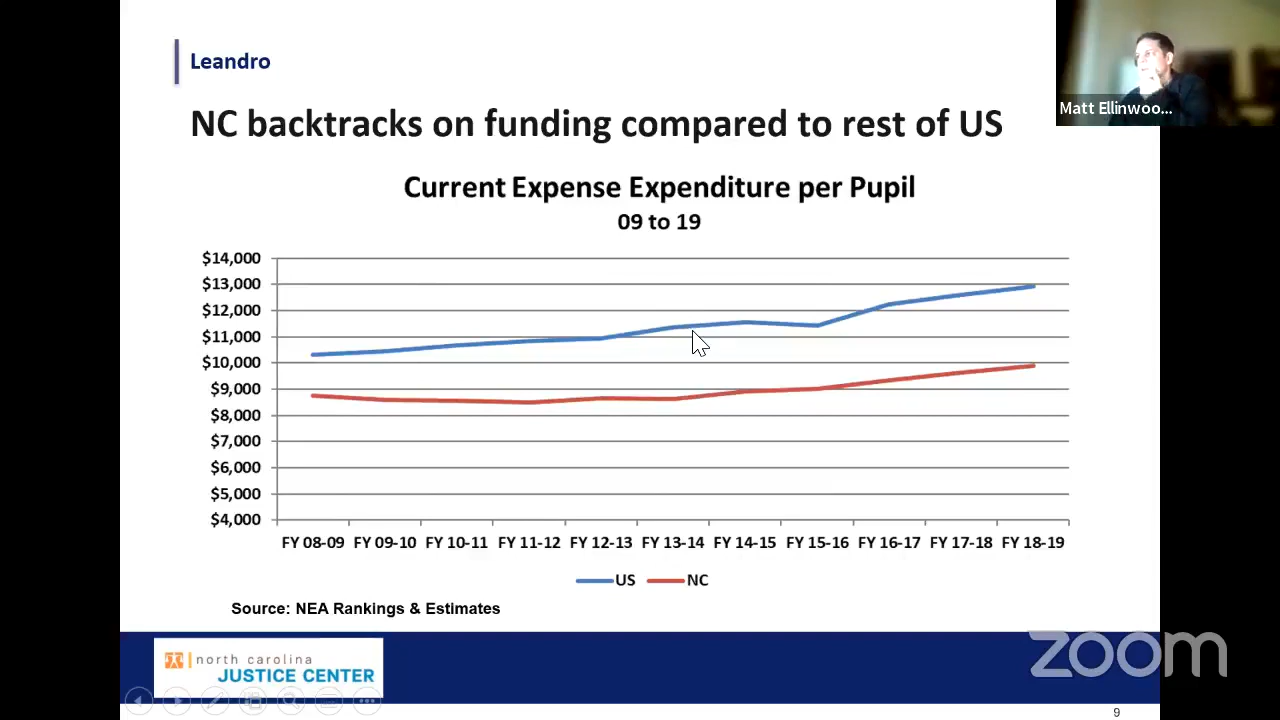 Leandro
Matt Ellinwoo...
NC backtracks on funding compared to rest of US
Current Expense Expenditure per Pupil
09 to 19
$14,000
$13,000
$12,000
$11,000
$10,000
$9,000
$8,000
$7,000
$6,000
$5,000
$4,000
FY 08-09 FY 09-10 FY 10-11 FY 11-12 FY 12-13 FY 13-14 FY 14-15 FY 15-16 FY 16-17 FY 17-18 FY 18-19
US NC
Source: NEA Rankings & Estimates
north carolina
JUSTICE CENTER
zoom
9